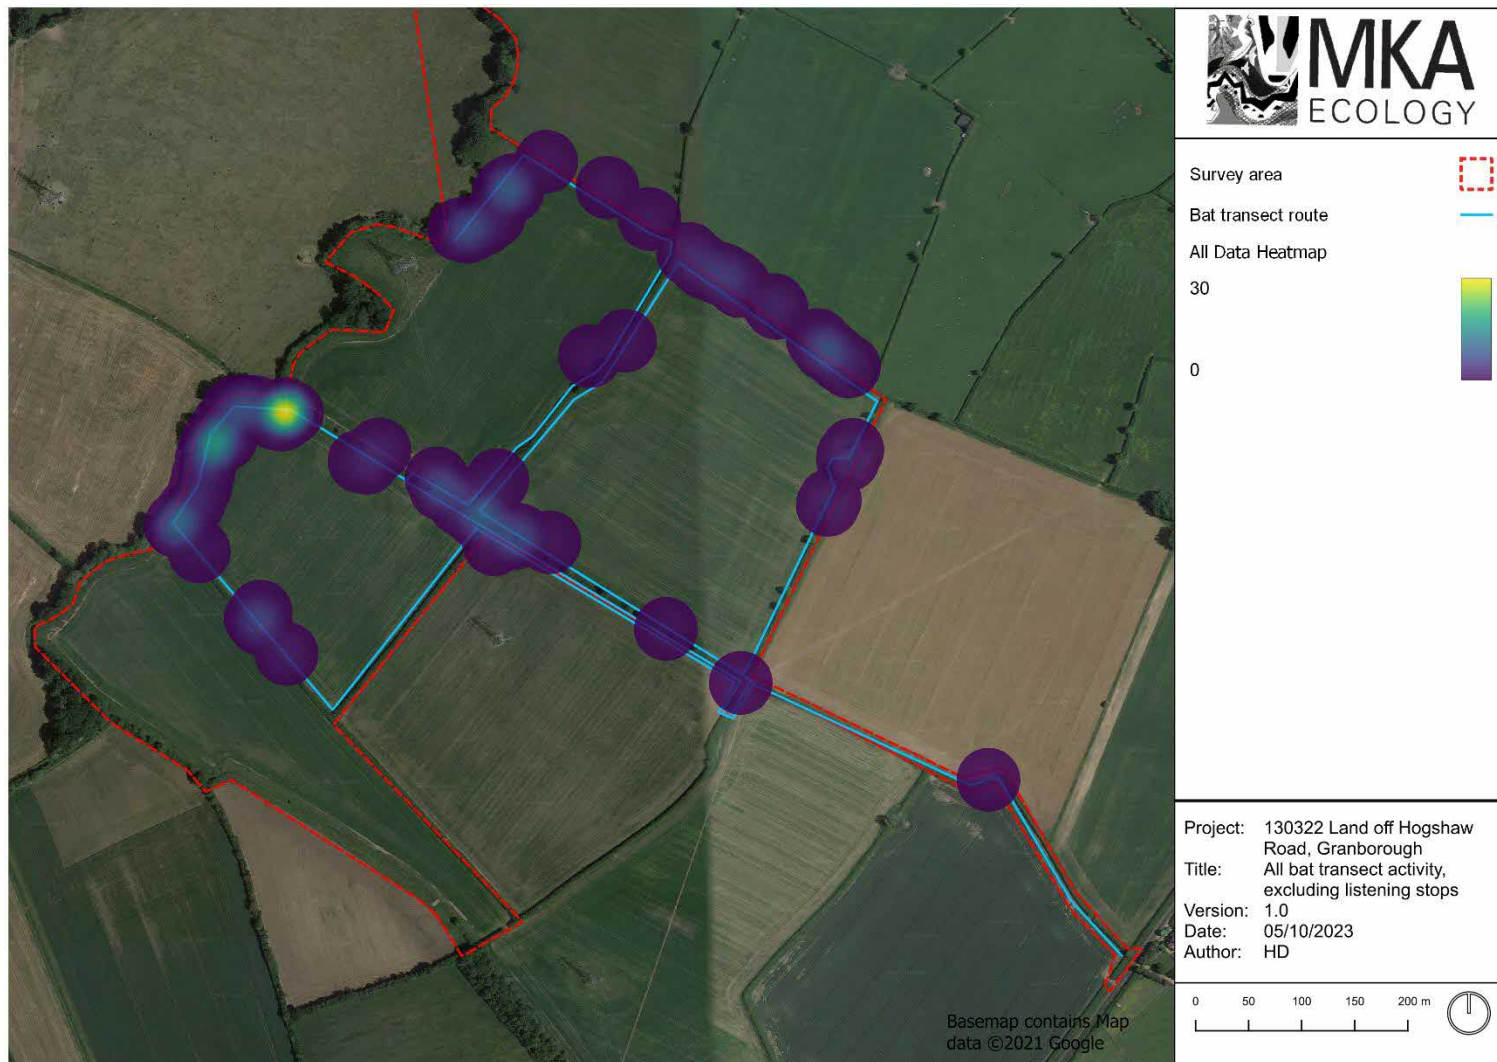 MKA
ECOLOGY
Survey area
Bat transect route
All Data Heatmap
30
0
Project: 130322 Land off Hogshaw
Road, Granborough
Title: All bat transect activity,
excluding listening stops
Version: 1.0
Date: 05/10/2023
Author: HD
0 50 100 150 200 m
Basemap contains Map
data ©2021 Google